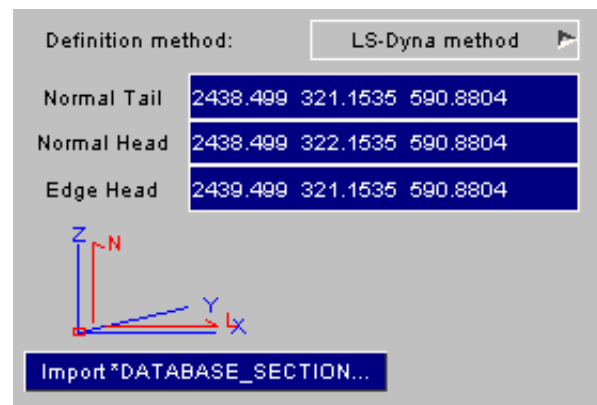 Definition method: LS-Dyna method
Normal Tail 2438.499 321.1535 590.8804
Normal Head 2438.499 322.1535 590.8804
Edge Head 2439.499 321.1535 590.8804
Z
N
Y
L
X
Import *DATABASE_SECTION...